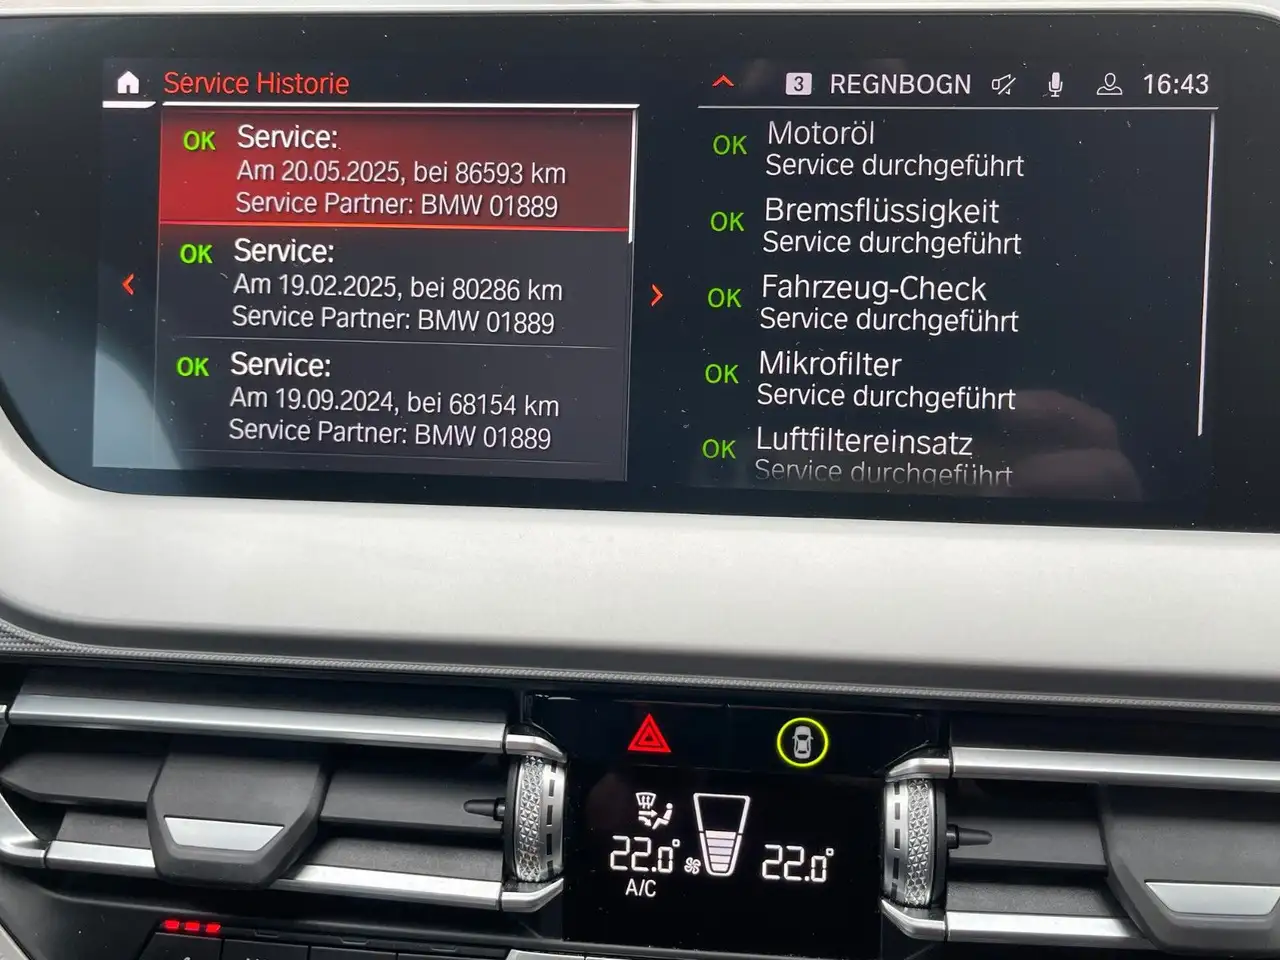 Service Historie
3 REGNBOGN 16:43
OK Service:
Am 20.05.2025, bei 86593 km
Service Partner: BMW 01889
OK Service:
Am 19.02.2025, bei 80286 km
Service Partner: BMW 01889
OK Service:
Am 19.09.2024, bei 68154 km
Service Partner: BMW 01889
OK Motoröl
Service durchgeführt
OK Bremsflüssigkeit
Service durchgeführt
OK Fahrzeug-Check
Service durchgeführt
OK Mikrofilter
Service durchgeführt
OK Luftfiltereinsatz
Service durchgeführt
22.0° 22.0°
A/C